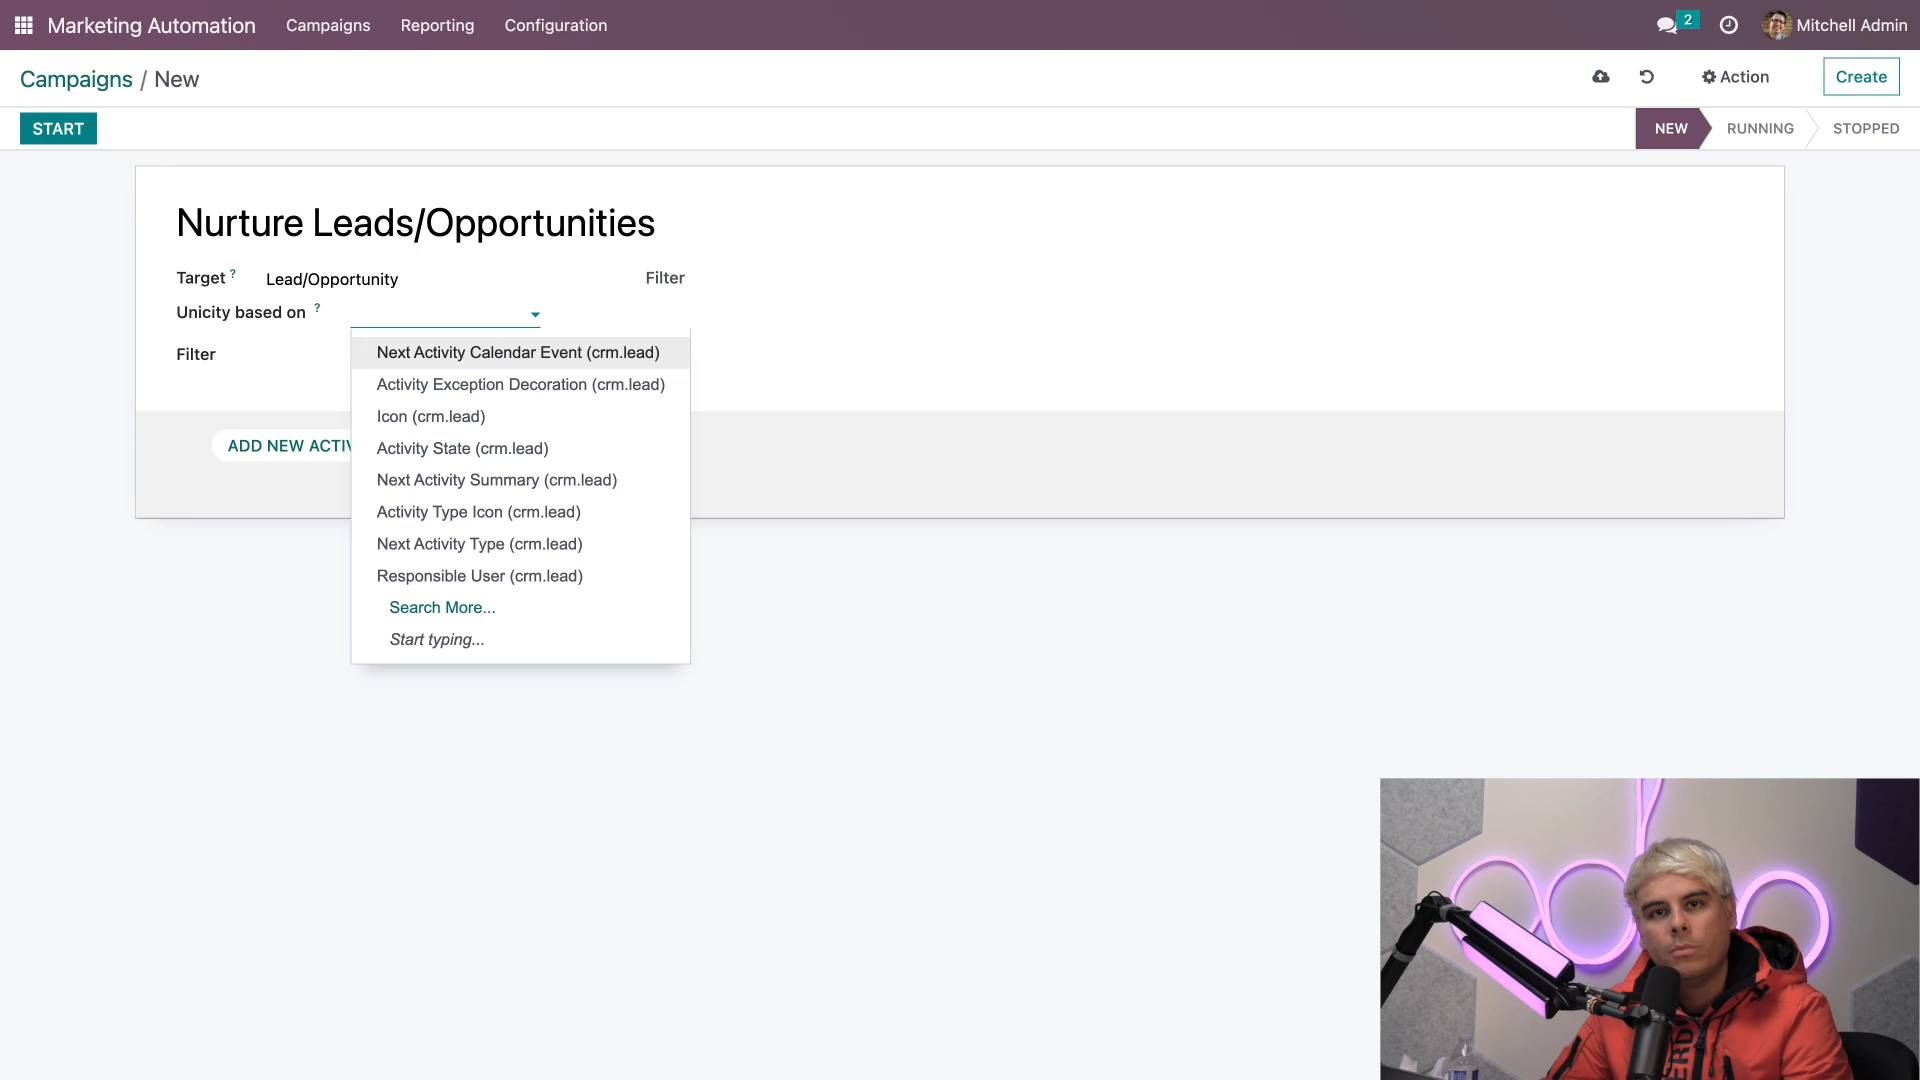 Marketing Automation Campaigns Reporting Configuration 2 Mitchell Admin
Campaigns / New Action Create
START NEW RUNNING STOPPED
Nurture Leads/Opportunities
Target ? Lead/Opportunity Filter
Unicity based on ?
Filter
Next Activity Calendar Event (crm.lead)
Activity Exception Decoration (crm.lead)
Icon (crm.lead)
ADD NEW ACTIV
Activity State (crm.lead)
Next Activity Summary (crm.lead)
Activity Type Icon (crm.lead)
Next Activity Type (crm.lead)
Responsible User (crm.lead)
Search More...
Start typing...